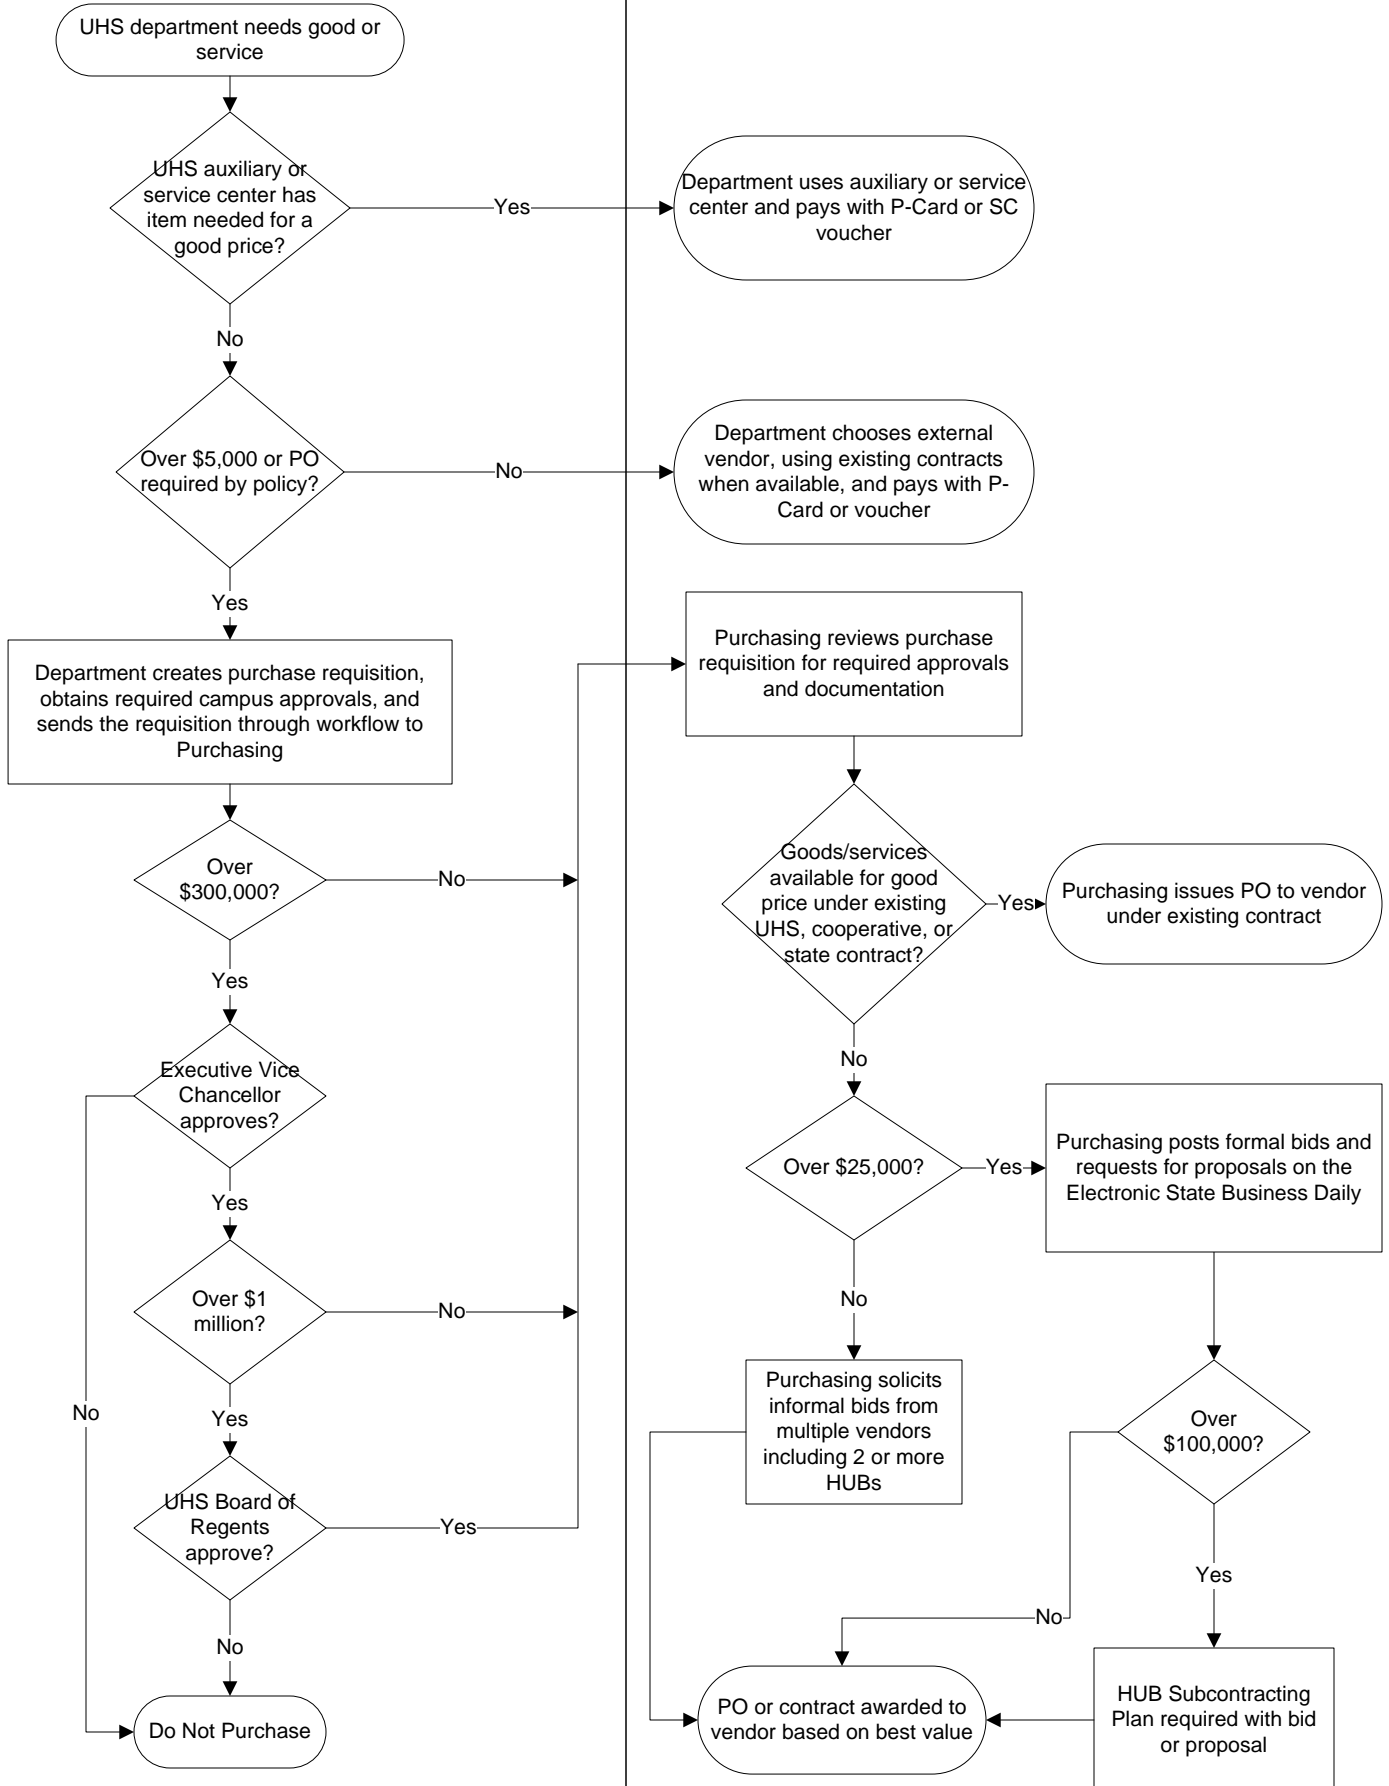 UHS department needs good or
service
UHS auxiliary or
service center has
item needed for a
good price?
Yes
Department uses auxiliary or service
center and pays with P-Card or SC
voucher
No
Over $5,000 or PO
required by policy?
No
Department chooses external
vendor, using existing contracts
when available, and pays with P-
Card or voucher
Yes
Department creates purchase requisition,
obtains required campus approvals, and
sends the requisition through workflow to
Purchasing
Over
$300,000?
No
Yes
Executive Vice
Chancellor
approves?
Yes
No
Over $1
million?
No
Yes
UHS Board of
Regents
approve?
Yes
No
Do Not Purchase
Purchasing reviews purchase
requisition for required approvals
and documentation
Goods/services
available for good
price under existing
UHS, cooperative, or
state contract?
Yes
Purchasing issues PO to vendor
under existing contract
No
Over $25,000?
Yes
Purchasing posts formal bids and
requests for proposals on the
Electronic State Business Daily
No
Purchasing solicits
informal bids from
multiple vendors
including 2 or more
HUBs
Over
$100,000?
Yes
No
HUB Subcontracting
Plan required with bid
or proposal
PO or contract awarded to
vendor based on best value